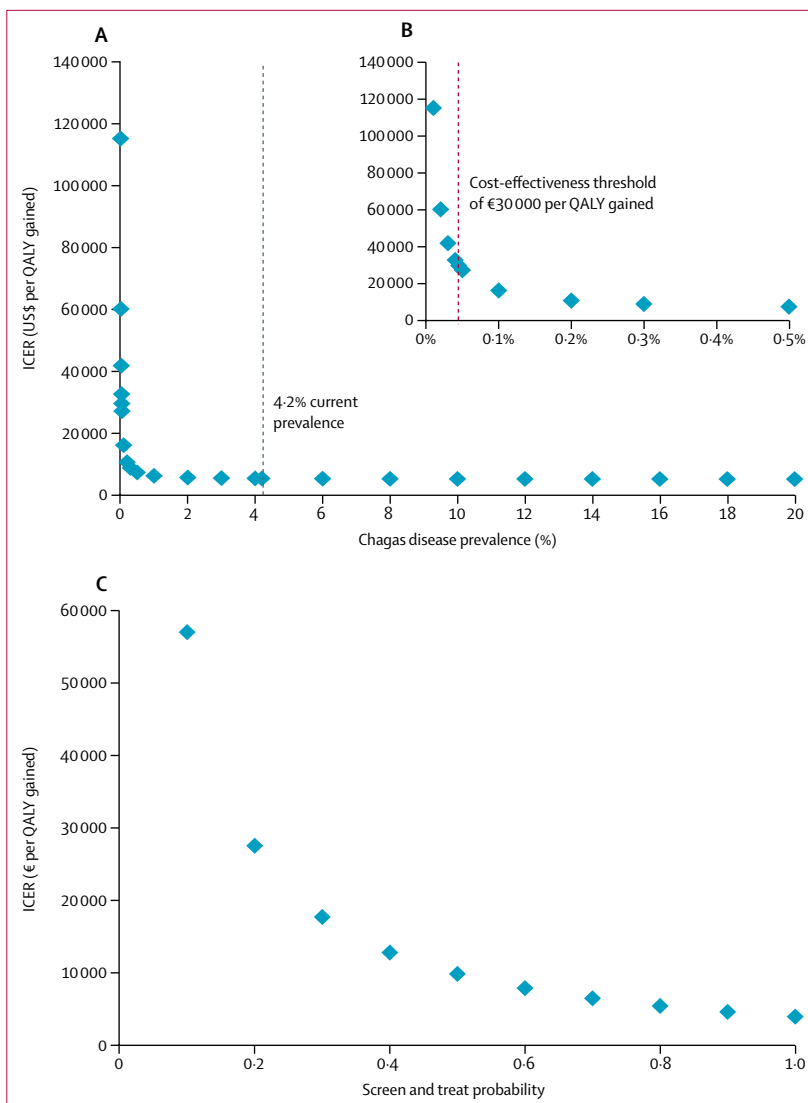 A
140 000
120 000
100 000
80 000
60 000
40 000
20 000
0
ICER (US$ per QALY gained)
4·2% current
prevalence
0 2 4 6 8 10 12 14 16 18 20
Chagas disease prevalence (%)
B
140 000
120 000
100 000
80 000
60 000
40 000
20 000
0
Cost-effectiveness threshold
of €30 000 per QALY gained
0% 0·1% 0·2% 0·3% 0·4% 0·5%
C
60 000
50 000
40 000
30 000
20 000
10 000
0
ICER (€ per QALY gained)
0 0·2 0·4 0·6 0·8 1·0
Screen and treat probability